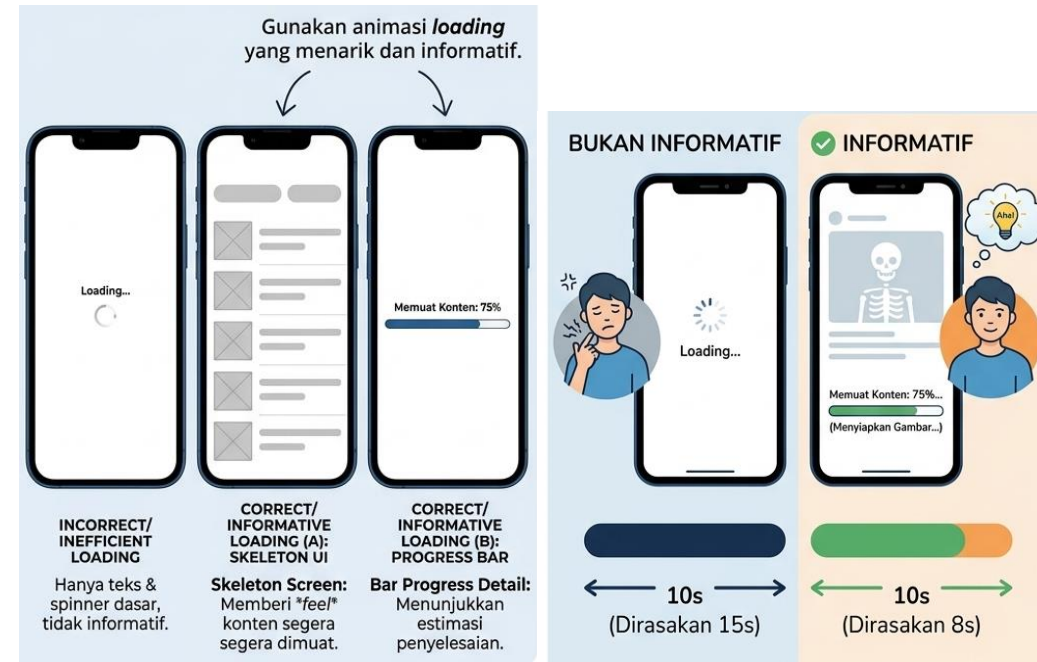 Gunakan animasi loading
yang menarik dan informatif.
Loading...
Memuat Konten: 75%
INCORRECT/
INEFFICIENT
LOADING
Hanya teks &
spinner dasar,
tidak informatif.
CORRECT/
INFORMATIVE
LOADING (A):
SKELETON UI
Skeleton Screen:
Memberi *feel*
konten segera
segera dimuat.
CORRECT/
INFORMATIVE
LOADING (B):
PROGRESS BAR
Bar Progress Detail:
Menunjukkan
estimasi
penyelesaian.
BUKAN INFORMATIF
Loading...
10s
(Dirasakan 15s)
INFORMATIF
Aha!
Memuat Konten: 75%...
(Menyiapkan Gambar...)
10s
(Dirasakan 8s)